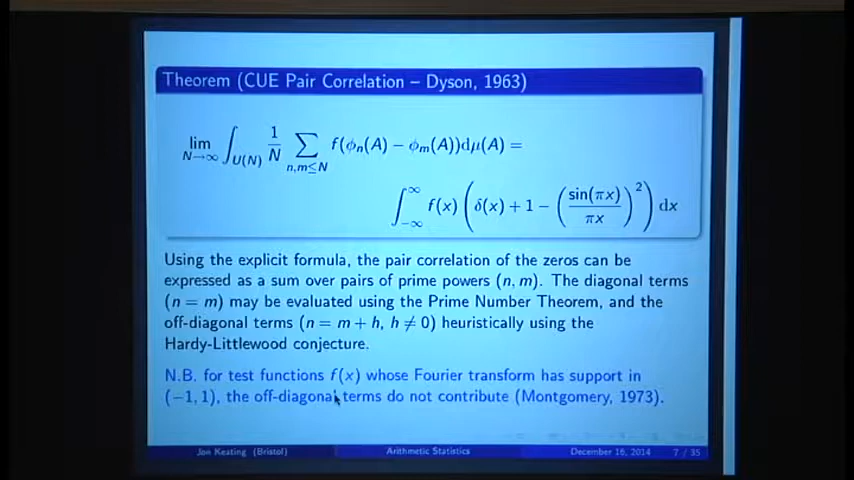 Theorem (CUE Pair Correlation – Dyson, 1963)
lim_{N→∞} ∫_{U(N)} 1/N ∑_{n,m≤N} f(ϕ_n(A) − ϕ_m(A))dμ(A) =
∫_{−∞}^{∞} f(x) (δ(x) + 1 − (sin(πx)/πx)^2) dx
Using the explicit formula, the pair correlation of the zeros can be
expressed as a sum over pairs of prime powers (n, m). The diagonal terms
(n = m) may be evaluated using the Prime Number Theorem, and the
off-diagonal terms (n = m + h, h ≠ 0) heuristically using the
Hardy-Littlewood conjecture.
N.B. for test functions f(x) whose Fourier transform has support in
(−1, 1), the off-diagonal terms do not contribute (Montgomery, 1973).
Jon Keating (Bristol) Arithmetic Statistics December 16, 2014 7 / 35